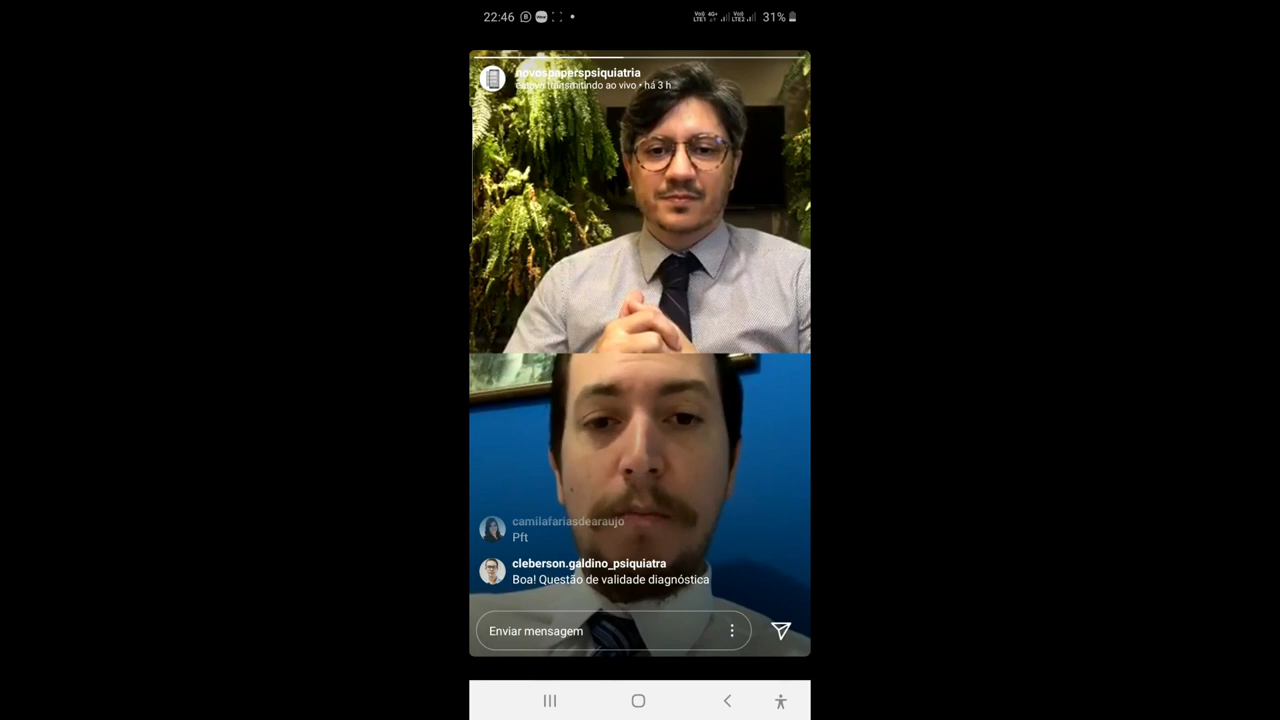 22:46
31%
novospaperspsiquiatria
estava transmitindo ao vivo • há 3 h
camilafariasdearaujo
Pft
cleberson.galdino_psiquiatra
Boa! Questão de validade diagnóstica
Enviar mensagem